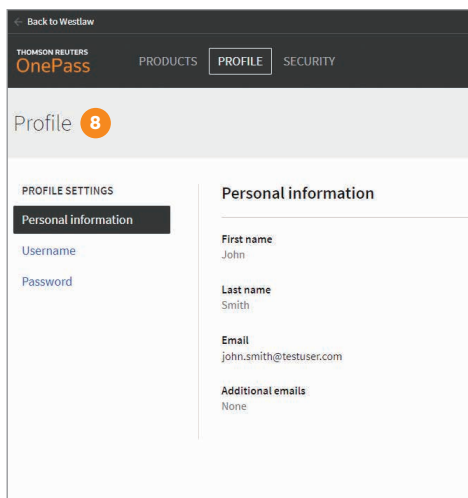 ← Back to Westlaw
THOMSON REUTERS
OnePass
PRODUCTS PROFILE SECURITY
Profile 8
PROFILE SETTINGS
Personal information
Username
Password
Personal information
First name
John
Last name
Smith
Email
john.smith@testuser.com
Additional emails
None